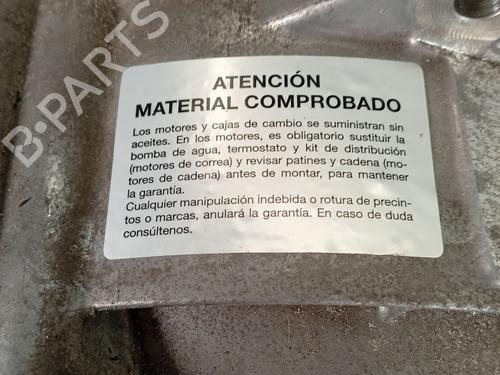 B-PARTS
ATENCIÓN
MATERIAL COMPROBADO
Los motores y cajas de cambio se suministran sin
aceites. En los motores, es obligatorio sustituir la
bomba de agua, termostato y kit de distribución
(motores de correa) y revisar patines y cadena (mo-
tores de cadena) antes de montar, para mantener
la garantía.
Cualquier manipulación indebida o rotura de precin-
tos o marcas, anulará la garantía. En caso de duda
consúltenos.
B-PARTS